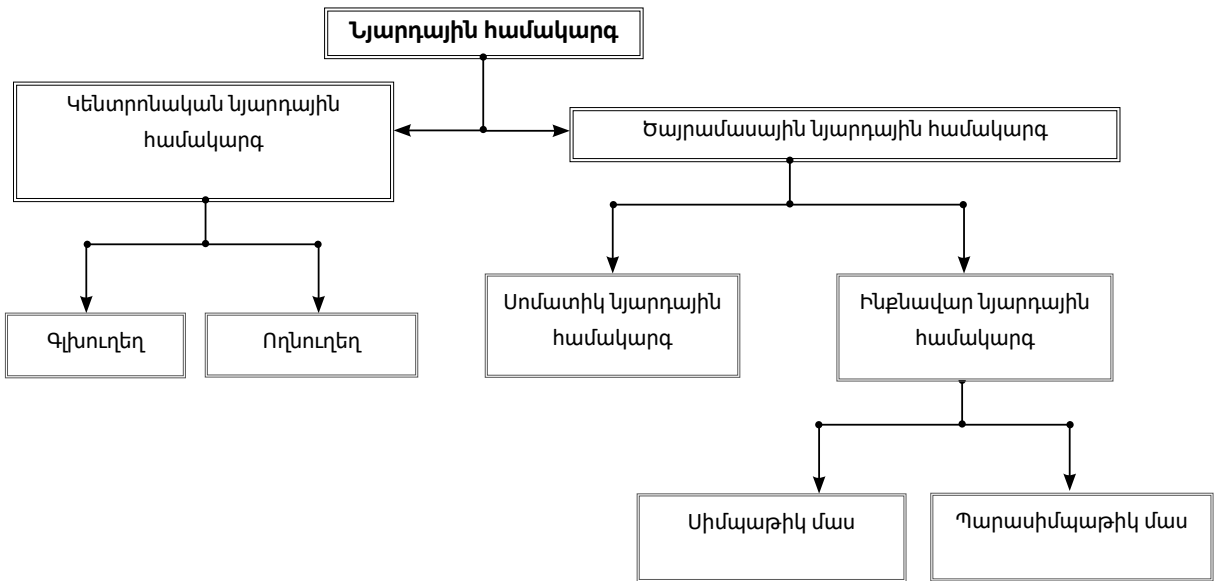 Նյարդային համակարգ
Կենտրոնական նյարդային
համակարգ
Ծայրամասային նյարդային համակարգ
Գլխուղեղ
Ողնուղեղ
Սոմատիկ նյարդային
համակարգ
Ինքնավար նյարդային
համակարգ
Սիմպաթիկ մաս
Պարասիմպաթիկ մաս